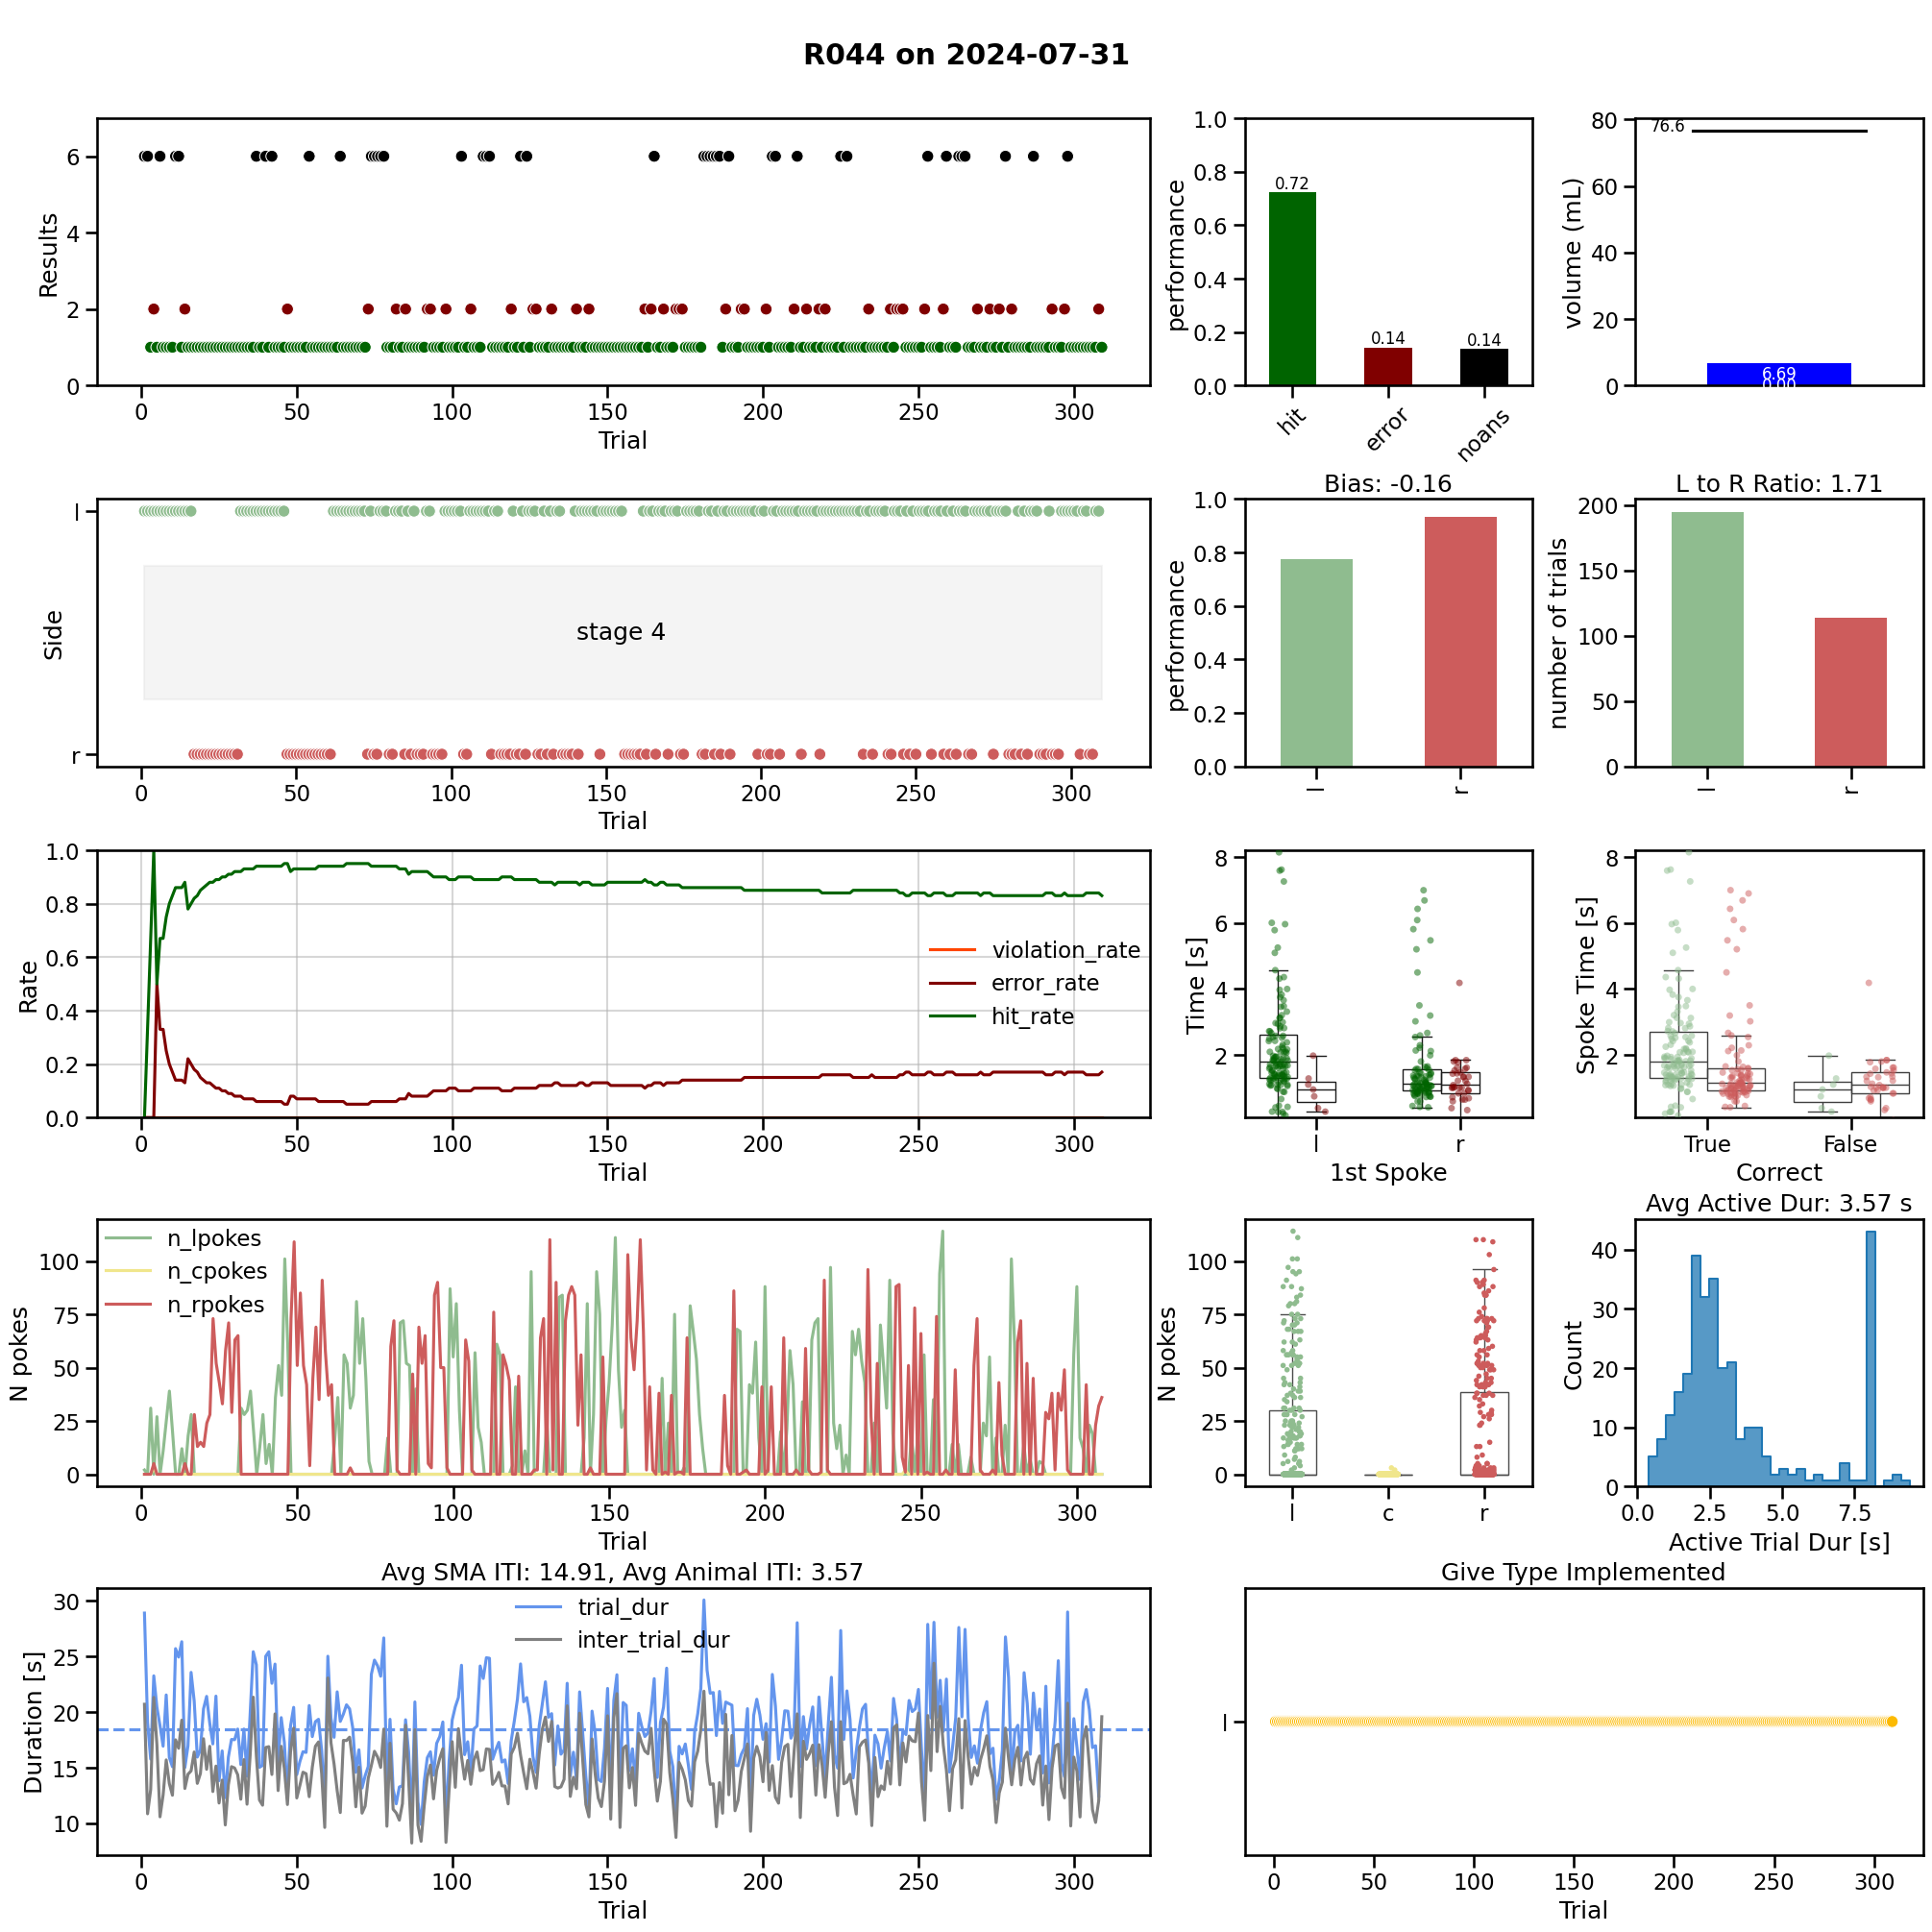 R044 on 2024-07-31
Results
6
4
2
0
0 50 100 150 200 250 300
Trial
performance
1.0
0.8
0.6
0.4
0.2
0.0
0.72
0.14
0.14
hit error noans
volume (mL)
80
60
40
20
0
76.6
6.69
0.00
Side
l
r
stage 4
0 50 100 150 200 250 300
Trial
Bias: -0.16
performance
1.0
0.8
0.6
0.4
0.2
0.0
l r
L to R Ratio: 1.71
number of trials
200
150
100
50
0
l r
Rate
1.0
0.8
0.6
0.4
0.2
0.0
violation_rate
error_rate
hit_rate
0 50 100 150 200 250 300
Trial
Time [s]
8
6
4
2
l r
1st Spoke
Spoke Time [s]
8
6
4
2
True False
Correct
N pokes
100
75
50
25
0
n_lpokes
n_cpokes
n_rpokes
0 50 100 150 200 250 300
Trial
N pokes
100
75
50
25
0
l c r
Avg Active Dur: 3.57 s
Count
40
30
20
10
0
0.0 2.5 5.0 7.5
Active Trial Dur [s]
Avg SMA ITI: 14.91, Avg Animal ITI: 3.57
Duration [s]
30
25
20
15
10
trial_dur
inter_trial_dur
0 50 100 150 200 250 300
Trial
Give Type Implemented
l
0 50 100 150 200 250 300
Trial